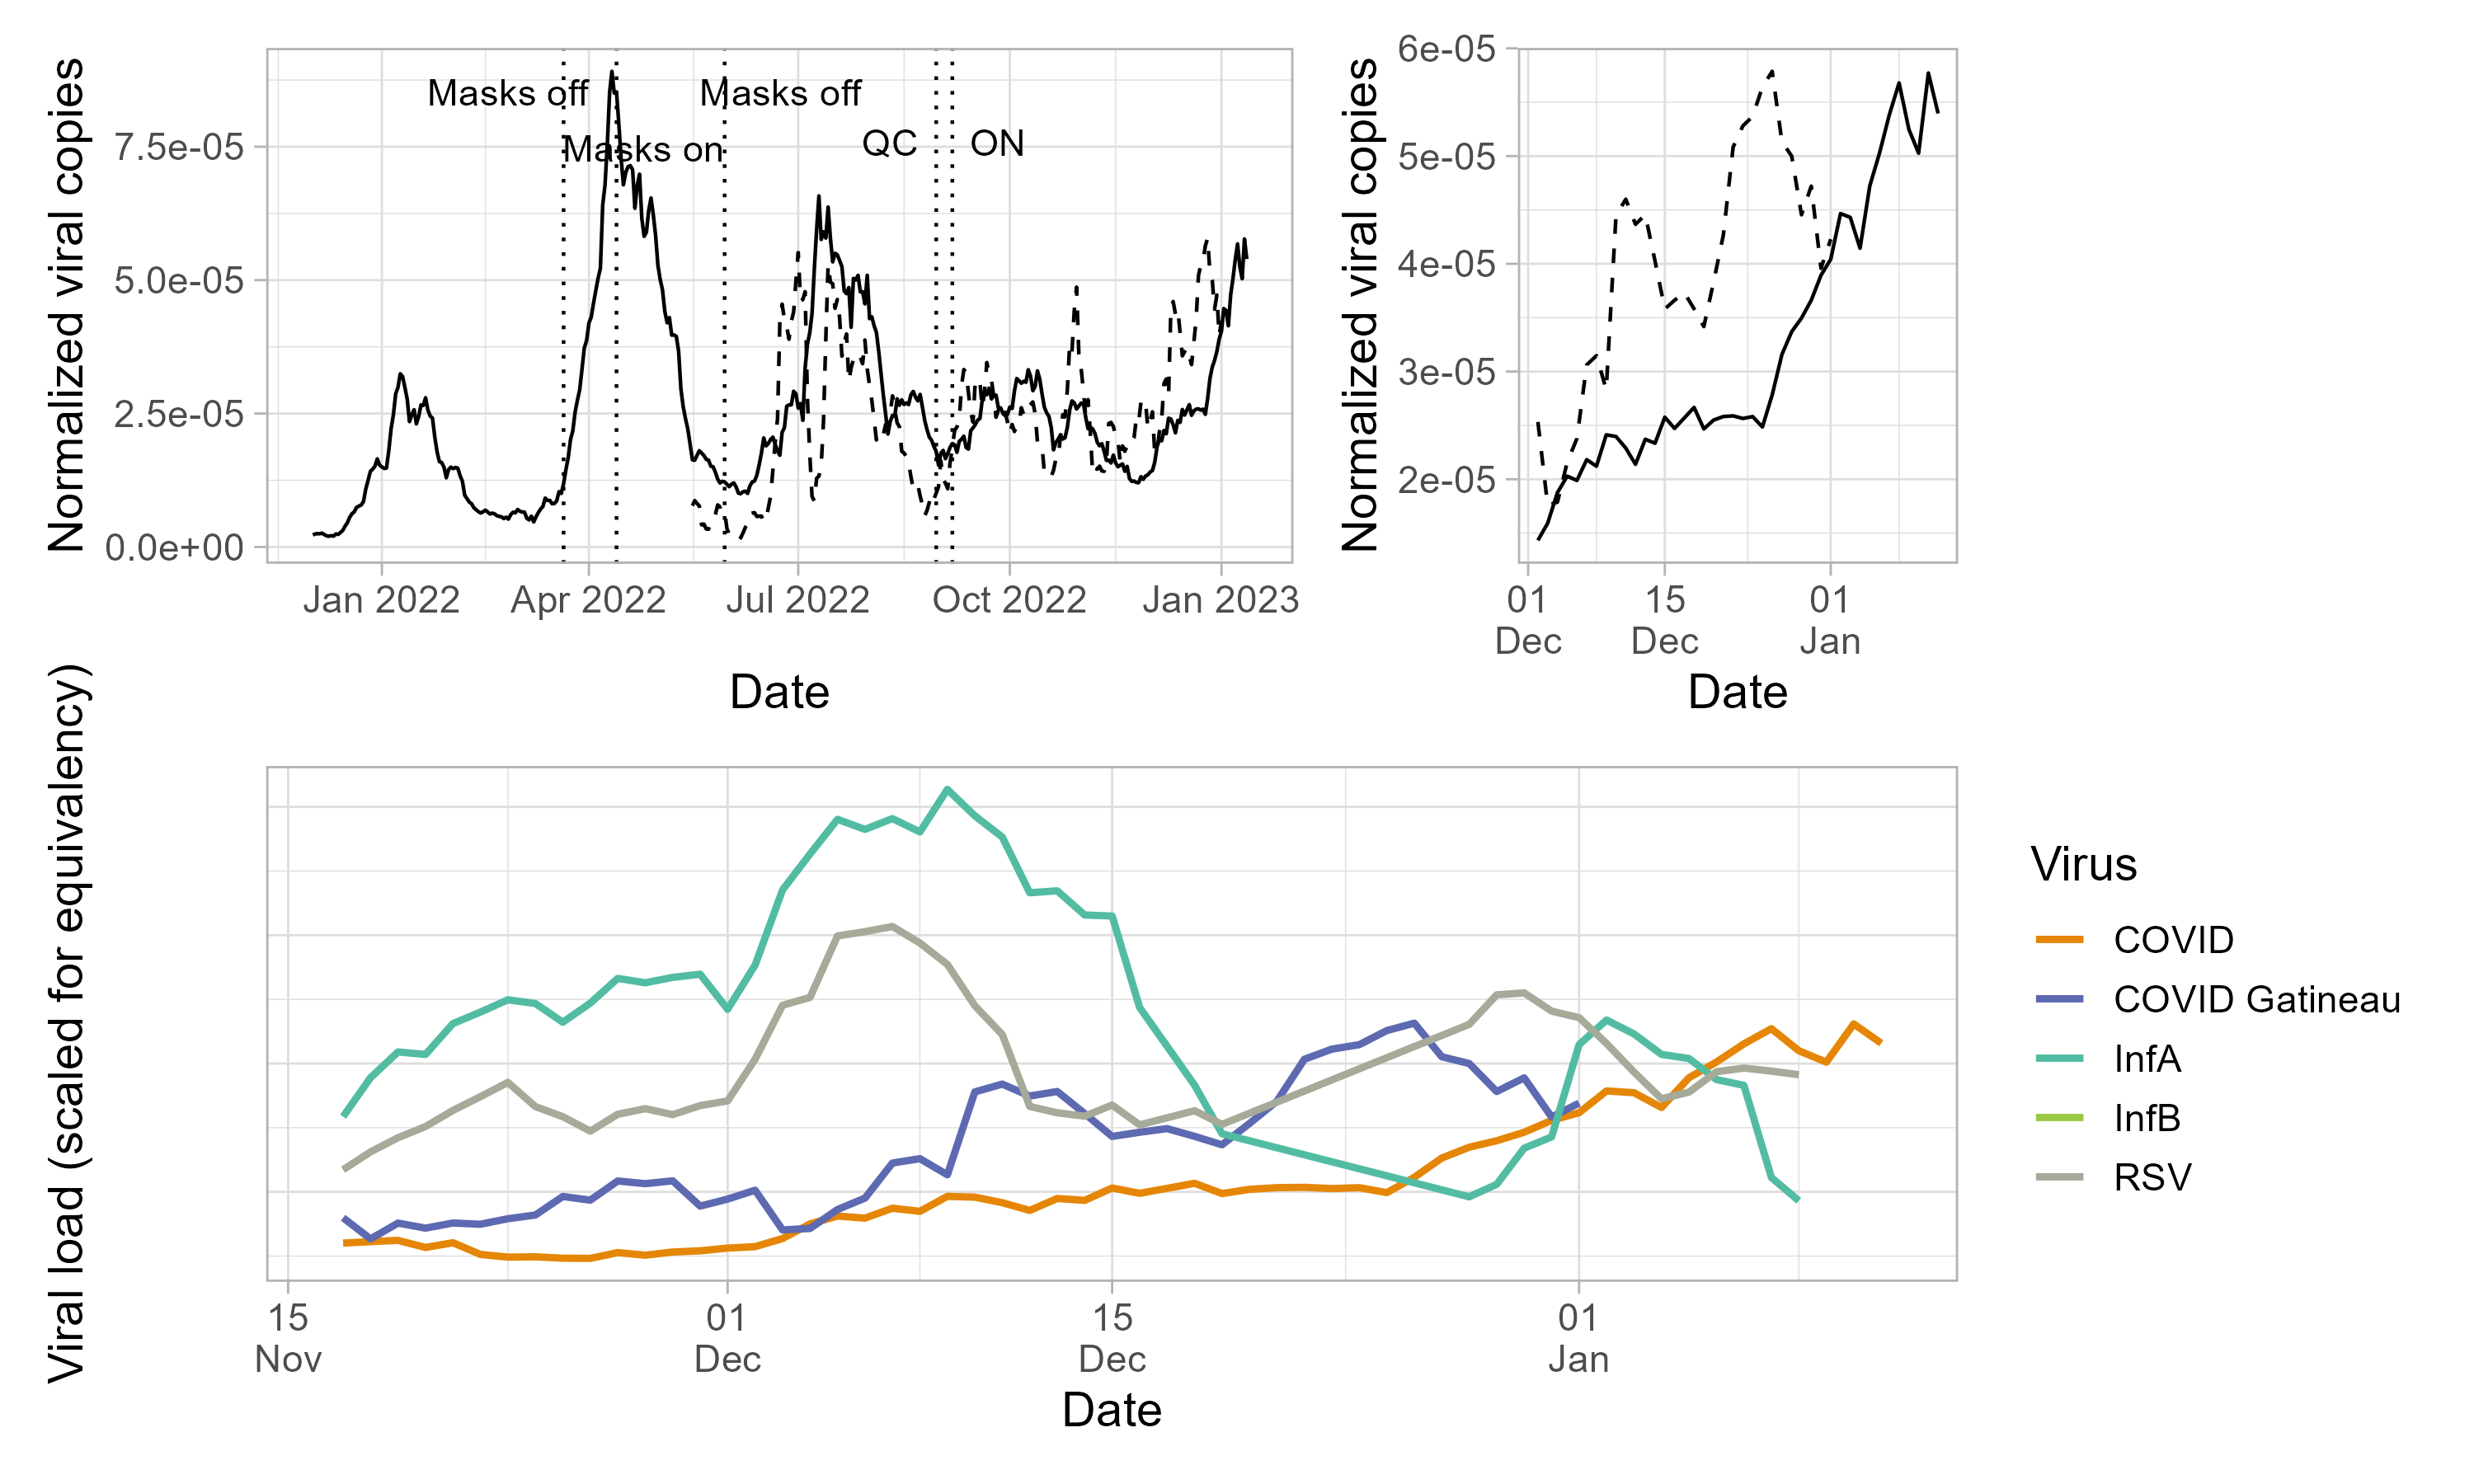 Normalized viral copies
7.5e-05
5.0e-05
2.5e-05
0.0e+00
Masks off
Masks off
Masks on
QC
ON
Jan 2022
Apr 2022
Jul 2022
Oct 2022
Jan 2023
Date
Normalized viral copies
6e-05
5e-05
4e-05
3e-05
2e-05
01
Dec
15
Dec
01
Jan
Date
Viral load (scaled for equivalency)
15
Nov
01
Dec
15
Dec
01
Jan
Date
Virus
COVID
COVID Gatineau
InfA
InfB
RSV